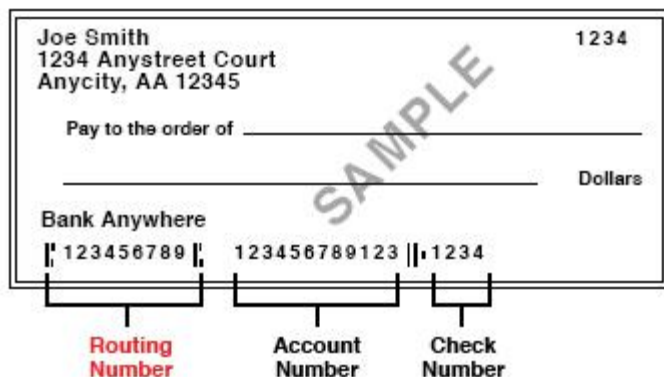 Joe Smith 1234
1234 Anystreet Court
Anycity, AA 12345
SAMPLE
Pay to the order of
Dollars
Bank Anywhere
⑆123456789⑆ 123456789123⑈1234
Routing Account Check
Number Number Number